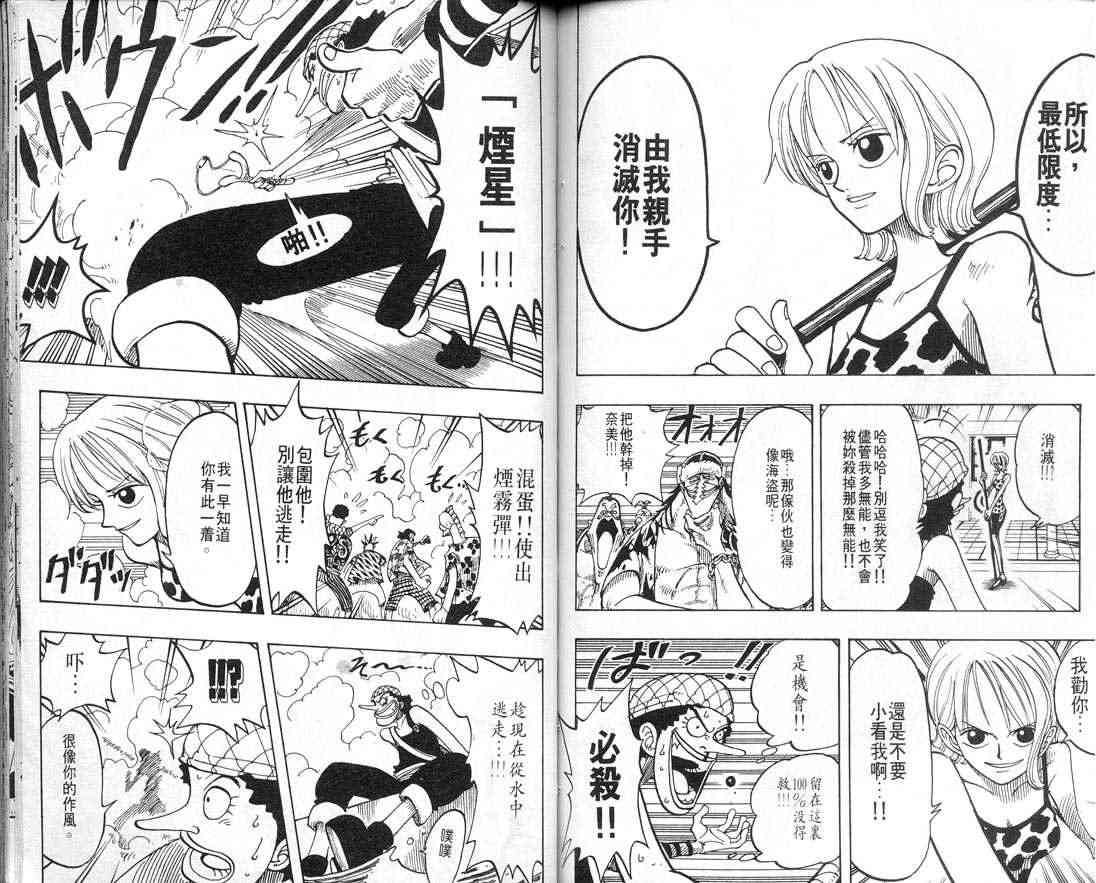 所以，
最低限度…
由我親手
消滅你！
消滅!!!
哈哈哈！別逗我笑了!!
儘管我多無能，也不會
被妳殺掉那麼無能!!
哦…那傢伙也變得
像海盜呢…
オオオ
把他幹掉！
奈美!!!
我勸你…
還是不要
小看我啊…!!
是機會!!
留在這裏
100%没得
救!!!
ばっ!!
必殺!!
「煙星」!!!
啪!!
ボウン
!!!
混蛋!!使出
煙霧彈!!!
もく
もく
包圍他！
別讓他逃走!!
我一早知道
你有此一着。
ダダッ
趁現在從水中
逃走…!!!
そ〜〜
噗噗
!!?
吓…
很像你的作風。